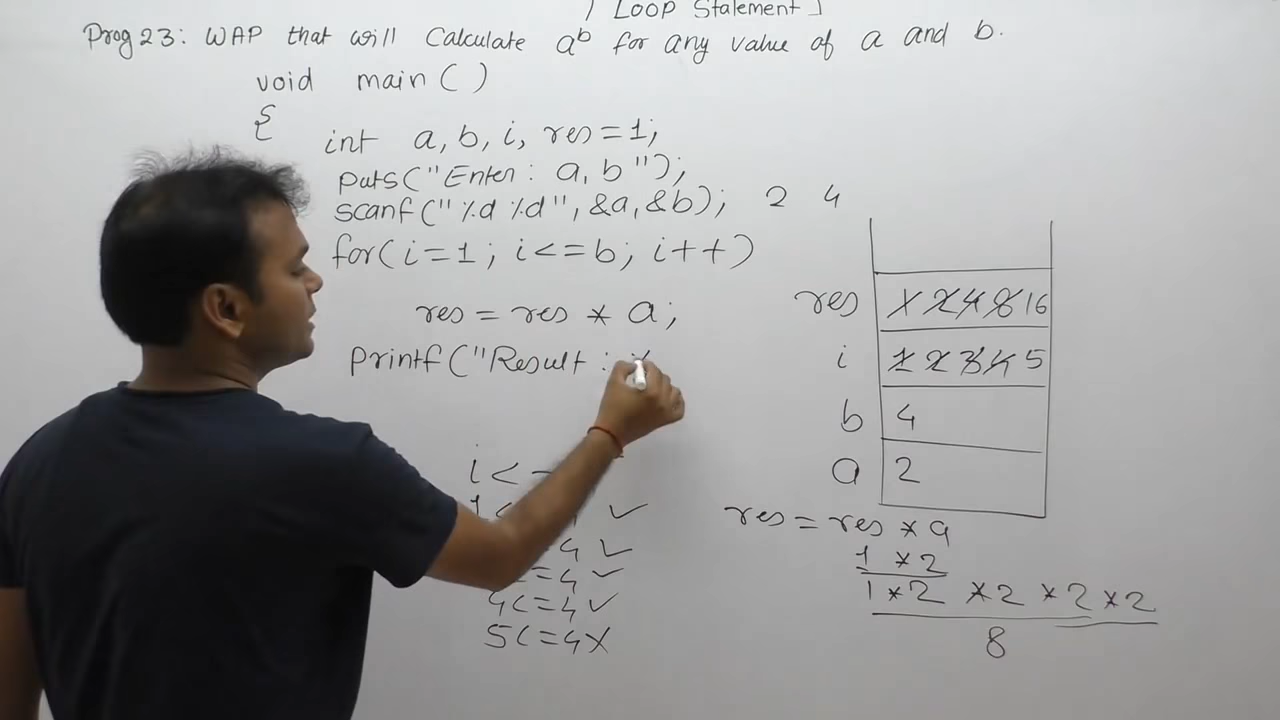 [ Loop Statement ]
Prog 23: WAP that will Calculate a^b for any value of a and b.
void main ( )
{
int a, b, i, res = 1;
puts("Enter : a, b ");
scanf(" %d %d", &a, &b); 2 4
for(i=1 ; i<=b; i++)
res = res * a;
printf("Result :
res 1 2 4 8 16
i 1 2 3 4 5
b 4
a 2
i <
1 <
4 ✓
=4 ✓
4<=4 ✓
5<=4 X
res = res * a
1 * 2
1 * 2 * 2 * 2 * 2
8